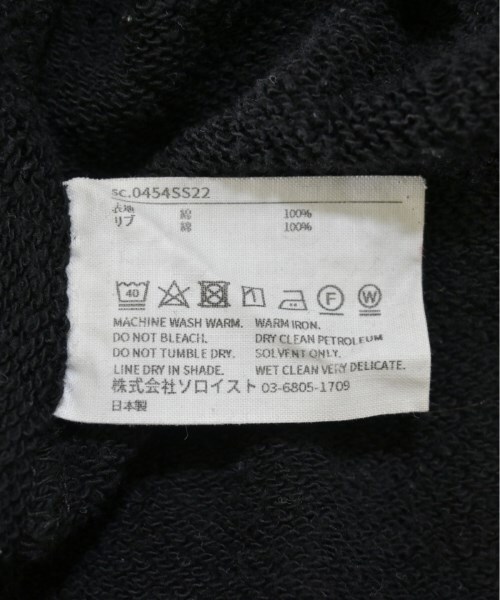 sc.0454SS22
表地 綿 100%
リブ 綿 100%
40 F W
MACHINE WASH WARM. WARM IRON.
DO NOT BLEACH. DRY CLEAN PETROLEUM
DO NOT TUMBLE DRY. SOLVENT ONLY.
LINE DRY IN SHADE. WET CLEAN VERY DELICATE.
株式会社ソロイスト 03-6805-1709
日本製